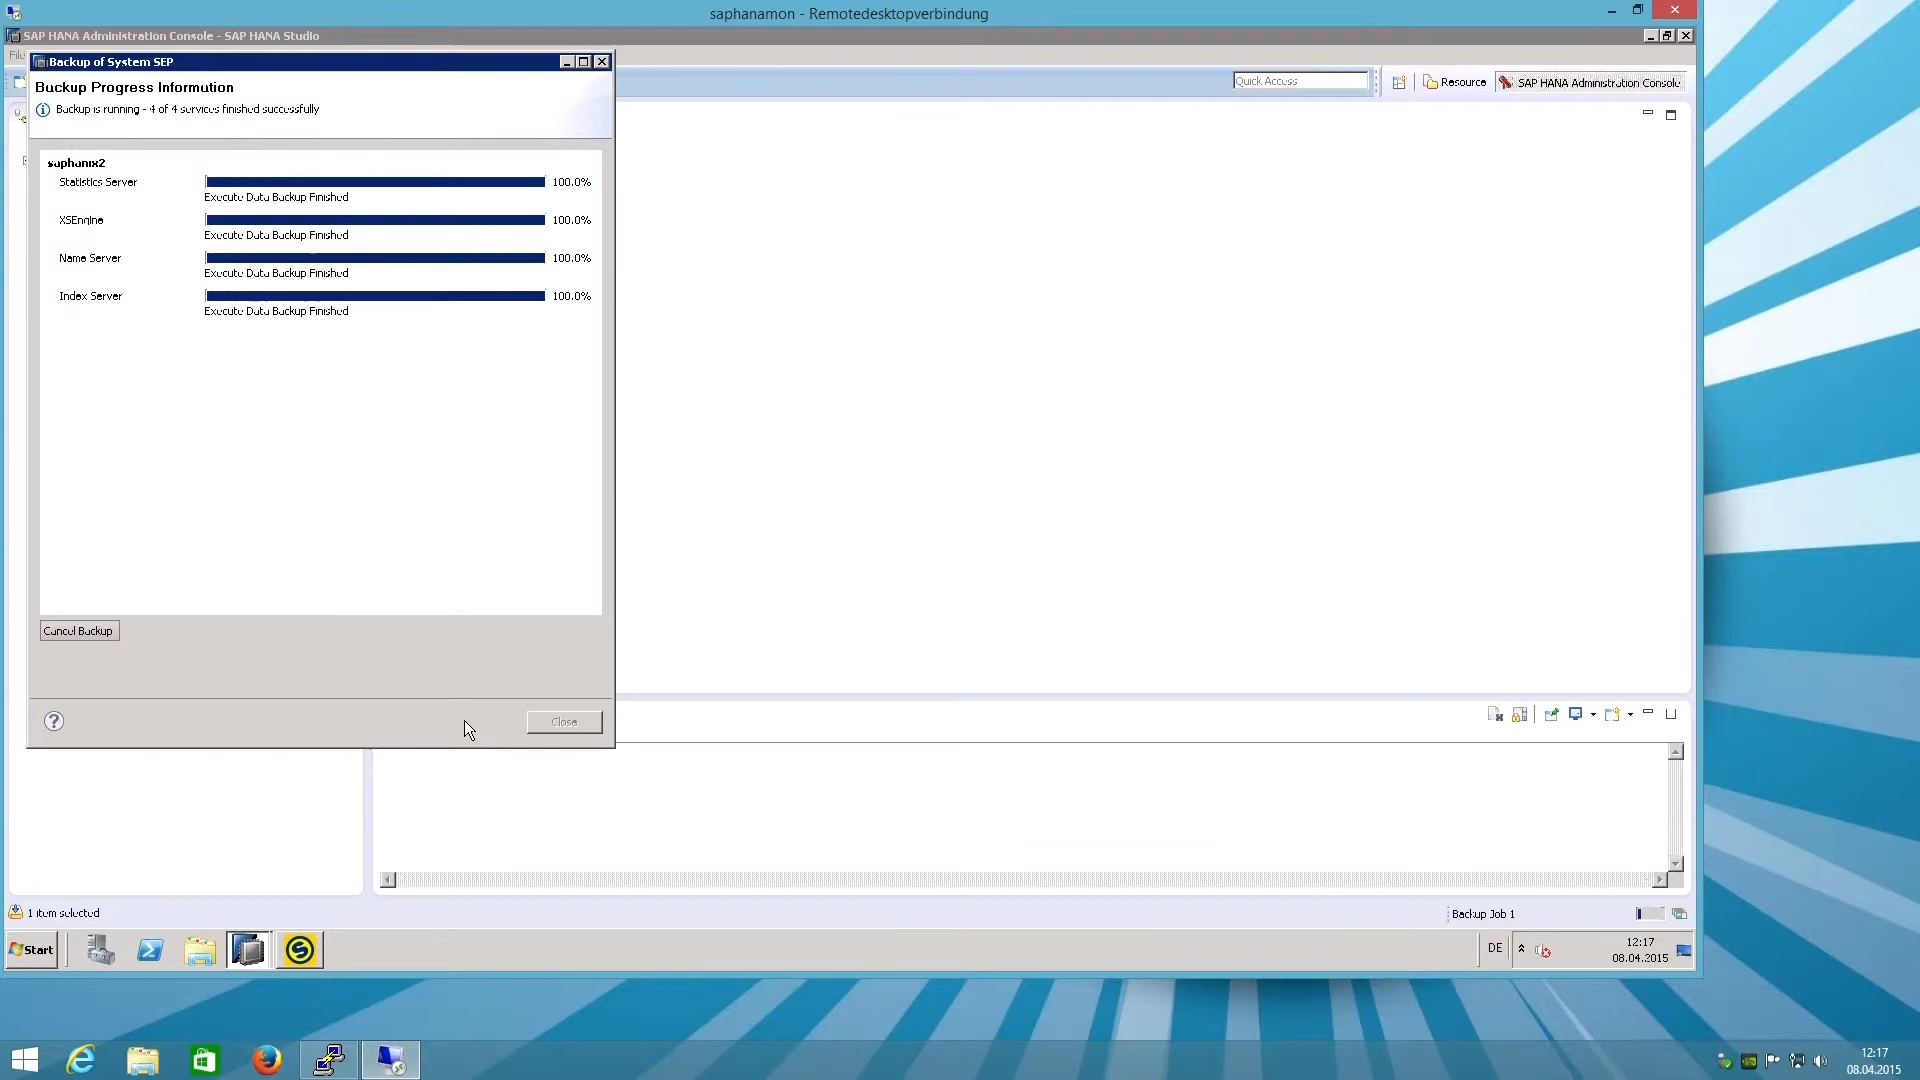 saphanamon - Remotedesktopverbindung
SAP HANA Administration Console - SAP HANA Studio
File
Backup of System SEP
Backup Progress Information
Backup is running - 4 of 4 services finished successfully
Quick Access
Resource
SAP HANA Administration Console
saphanix2
Statistics Server 100.0%
Execute Data Backup Finished
XSEngine 100.0%
Execute Data Backup Finished
Name Server 100.0%
Execute Data Backup Finished
Index Server 100.0%
Execute Data Backup Finished
Cancel Backup
Close
1 item selected
Backup Job 1
Start
DE
12:17
08.04.2015
12:17
08.04.2015